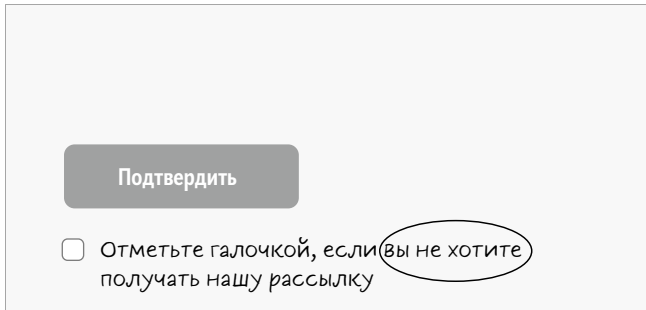 Подтвердить
Отметьте галочкой, если вы не хотите
получать нашу рассылку